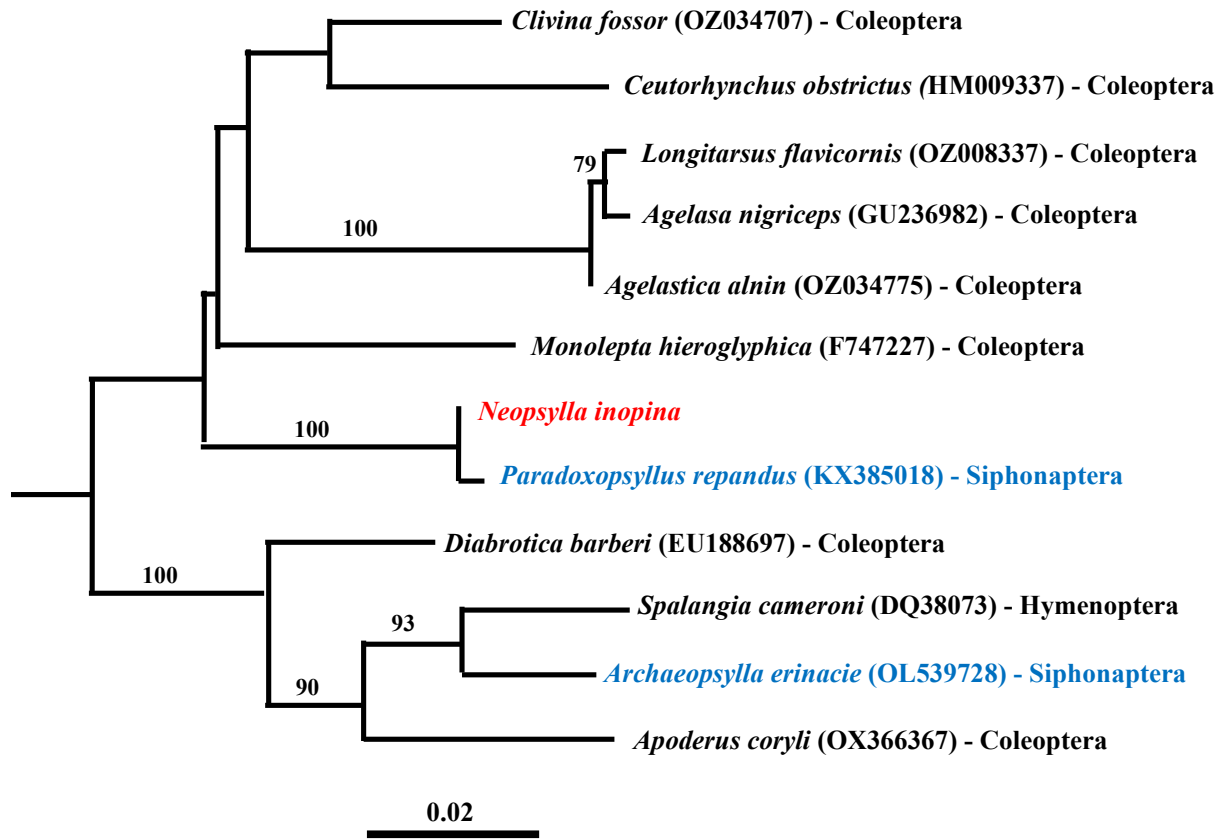 Clivina fossor (OZ034707) - Coleoptera
Ceutorhynchus obstrictus (HM009337) - Coleoptera
79
Longitarsus flavicornis (OZ008337) - Coleoptera
Agelasa nigriceps (GU236982) - Coleoptera
100
Agelastica alnin (OZ034775) - Coleoptera
Monolepta hieroglyphica (F747227) - Coleoptera
Neopsylla inopina
100
Paradoxopsyllus repandus (KX385018) - Siphonaptera
Diabrotica barberi (EU188697) - Coleoptera
100
Spalangia cameroni (DQ38073) - Hymenoptera
93
Archaeopsylla erinacie (OL539728) - Siphonaptera
90
Apoderus coryli (OX366367) - Coleoptera
0.02